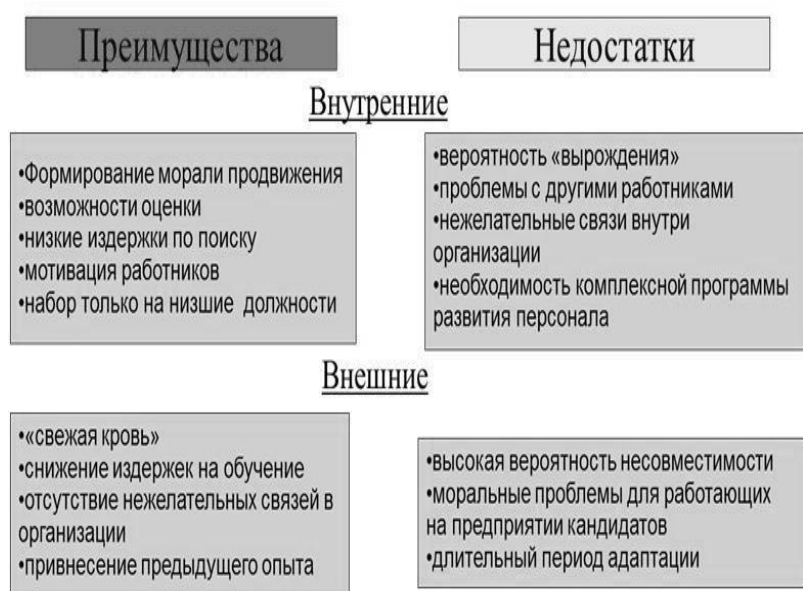 Преимущества
Недостатки
Внутренние
•Формирование морали продвижения
•возможности оценки
•низкие издержки по поиску
•мотивация работников
•набор только на низшие должности
•вероятность «вырождения»
•проблемы с другими работниками
•нежелательные связи внутри
организации
•необходимость комплексной программы
развития персонала
Внешние
•«свежая кровь»
•снижение издержек на обучение
•отсутствие нежелательных связей в
организации
•привнесение предыдущего опыта
•высокая вероятность несовместимости
•моральные проблемы для работающих
на предприятии кандидатов
•длительный период адаптации